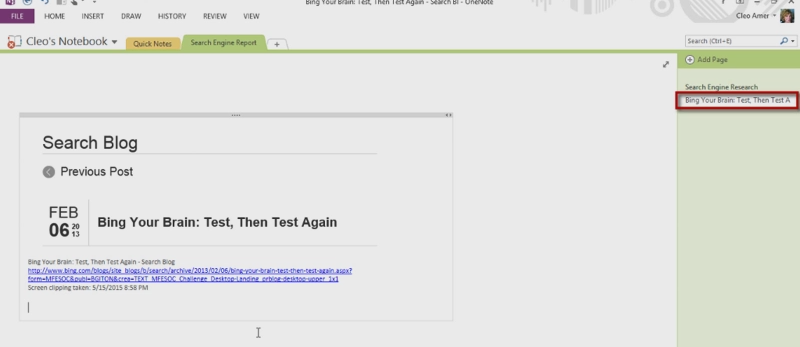 Bing Your Brain: Test, Then Test Again - Search Bl - OneNote
FILE HOME INSERT DRAW HISTORY REVIEW VIEW
Cleo Amer
Cleo's Notebook Quick Notes Search Engine Report
Search (Ctrl+E)
Add Page
Search Engine Research
Bing Your Brain: Test, Then Test A
Search Blog
Previous Post
FEB
06 20 13
Bing Your Brain: Test, Then Test Again
Bing Your Brain: Test, Then Test Again - Search Blog
http://www.bing.com/blogs/site_blogs/b/search/archive/2013/02/06/bing-your-brain-test-then-test-again.aspx?
form=MFESOC&publ=BGITON&crea=TEXT_MFESOC_Challenge_Desktop-Landing_prblog-desktop-upper_1x1
Screen clipping taken: 5/15/2015 8:58 PM